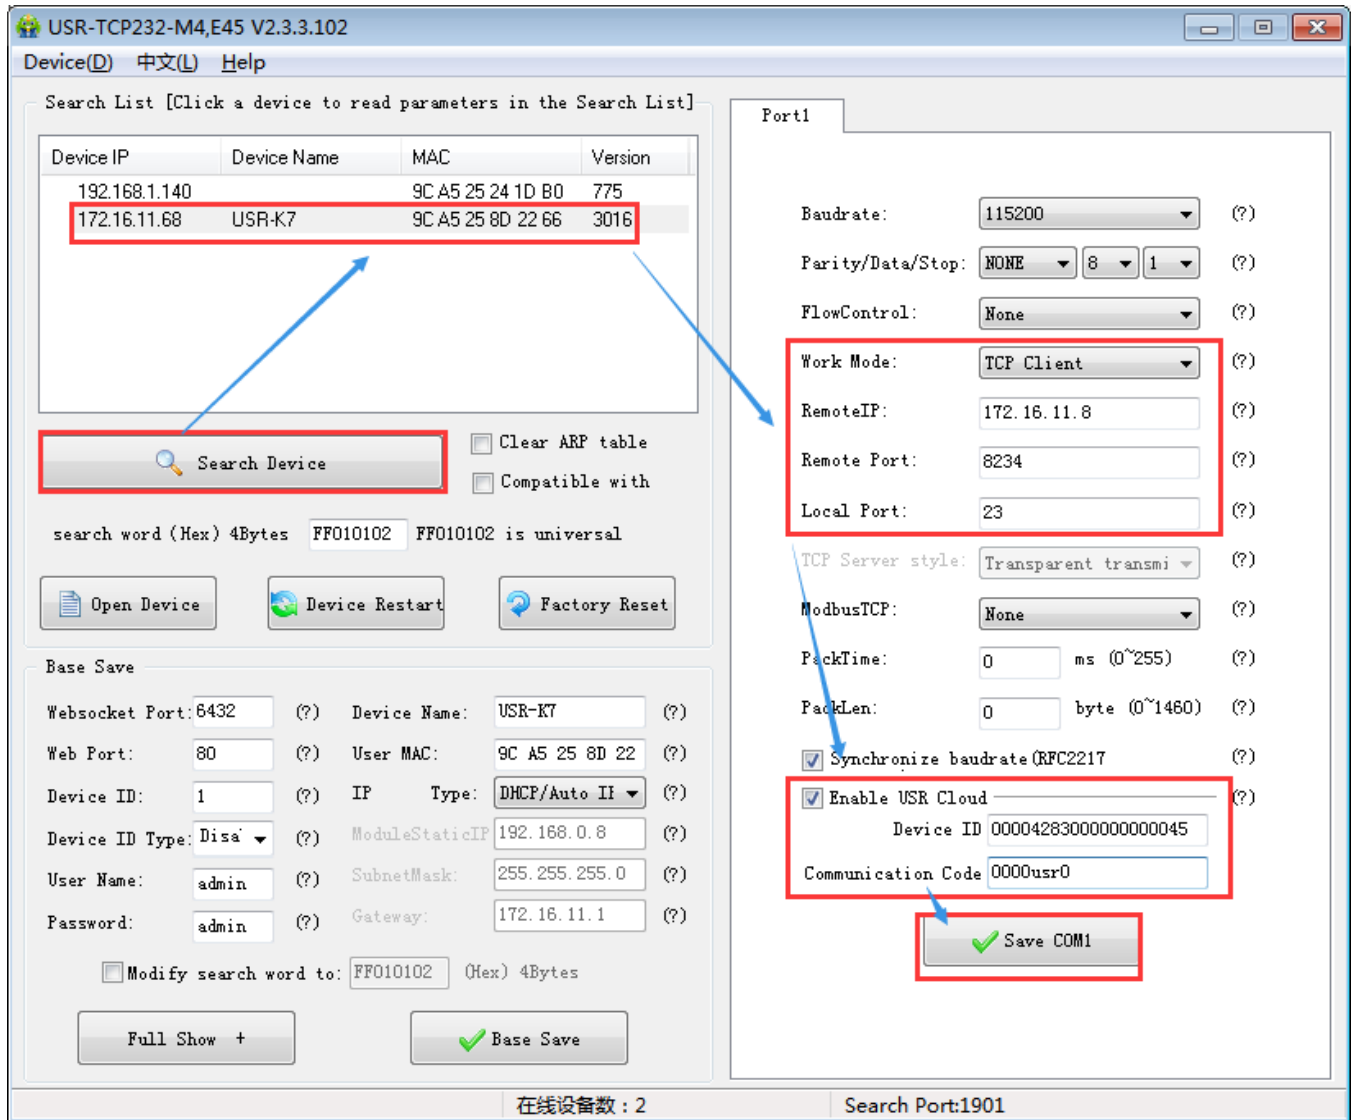 USR-TCP232-M4,E45 V2.3.3.102
Device(D) 中文(L) Help
Search List [Click a device to read parameters in the Search List]
Device IP Device Name MAC Version
192.168.1.140 9C A5 25 24 1D B0 775
172.16.11.68 USR-K7 9C A5 25 8D 22 66 3016
Search Device
Clear ARP table
Compatible with
search word (Hex) 4Bytes FF010102 FF010102 is universal
Open Device Device Restart Factory Reset
Base Save
Websocket Port: 6432 (?) Device Name: USR-K7 (?)
Web Port: 80 (?) User MAC: 9C A5 25 8D 22 (?)
Device ID: 1 (?) IP Type: DHCP/Auto II (?)
Device ID Type: Disa (?) ModuleStaticIP 192.168.0.8 (?)
User Name: admin (?) SubnetMask: 255.255.255.0 (?)
Password: admin (?) Gateway: 172.16.11.1 (?)
Modify search word to: FF010102 (Hex) 4Bytes
Full Show + Base Save
Port1
Baudrate: 115200 (?)
Parity/Data/Stop: NONE 8 1 (?)
FlowControl: None (?)
Work Mode: TCP Client (?)
RemoteIP: 172.16.11.8 (?)
Remote Port: 8234 (?)
Local Port: 23 (?)
TCP Server style: Transparent transmi (?)
ModbusTCP: None (?)
PackTime: 0 ms (0~255) (?)
PackLen: 0 byte (0~1460) (?)
Synchronize baudrate(RFC2217 (?)
Enable USR Cloud (?)
Device ID 00004283000000000045
Communication Code 0000usr0
Save COM1
在线设备数：2 Search Port:1901